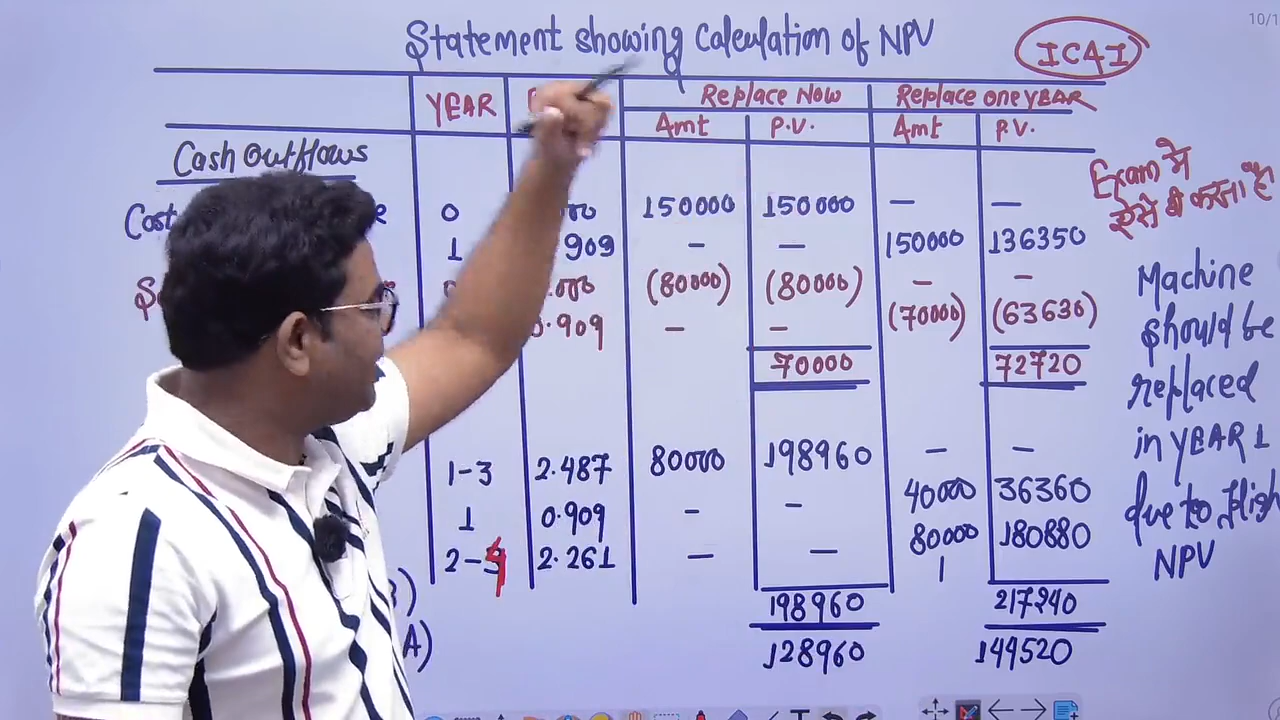 10/1
Statement showing Calculation of NPV
ICAI
YEAR Replace Now Replace one YEAR
Amt P.V. Amt P.V.
Cash Outflows
Cost
0 150000 150000 — —
1 909 — — 150000 136350
(80000) (80000) — —
0.909 — — (70000) (63630)
70000 72720
1-3 2.487 80000 198960 — —
1 0.909 — - 40000 36360
2-4 2.261 — — 80000 180880
198960 217240
A) 128960 144520
Exam में
ऐसे ही करना है।
Machine
should be
replaced
in YEAR 1
due to High
NPV